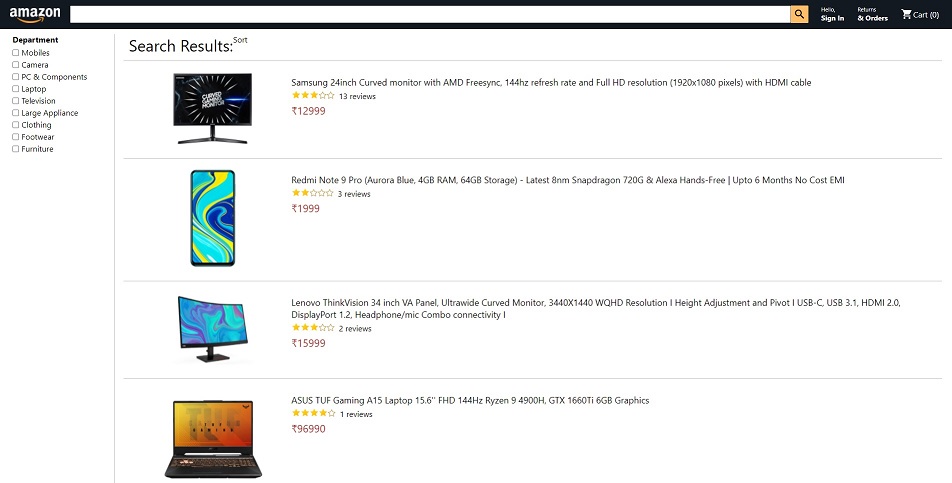 amazon
Hello,
Sign In
Returns
& Orders
Cart (0)
Department
Mobiles
Camera
PC & Components
Laptop
Television
Large Appliance
Clothing
Footwear
Furniture
Search Results:
Sort
CURVED
GAMING
MONITOR
Samsung 24inch Curved monitor with AMD Freesync, 144hz refresh rate and Full HD resolution (1920x1080 pixels) with HDMI cable
13 reviews
₹12999
Redmi Note 9 Pro (Aurora Blue, 4GB RAM, 64GB Storage) - Latest 8nm Snapdragon 720G & Alexa Hands-Free | Upto 6 Months No Cost EMI
3 reviews
₹1999
Lenovo ThinkVision 34 inch VA Panel, Ultrawide Curved Monitor, 3440X1440 WQHD Resolution I Height Adjustment and Pivot I USB-C, USB 3.1, HDMI 2.0,
DisplayPort 1.2, Headphone/mic Combo connectivity I
2 reviews
₹15999
ASUS TUF Gaming A15 Laptop 15.6" FHD 144Hz Ryzen 9 4900H, GTX 1660Ti 6GB Graphics
1 reviews
₹96990